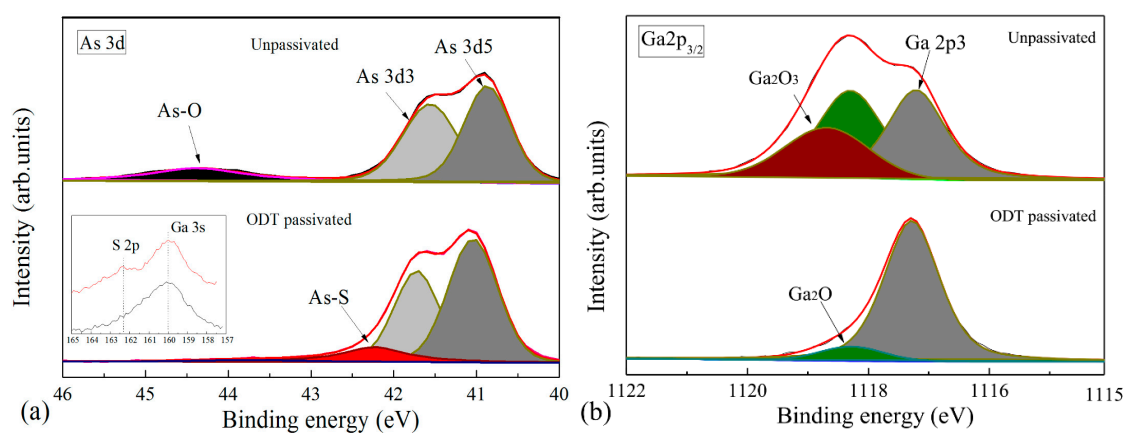 As 3d
Unpassivated
As 3d5
As 3d3
As-O
ODT passivated
S 2p
Ga 3s
As-S
165 164 163 162 161 160 159 158 157
46 45 44 43 42 41 40
Binding energy (eV)
Intensity (arb.units)
(a)
Ga2p3/2
Unpassivated
Ga 2p3
Ga2O3
ODT passivated
Ga2O
1122 1120 1118 1116 1115
Binding energy (eV)
Intensity (arb.units)
(b)